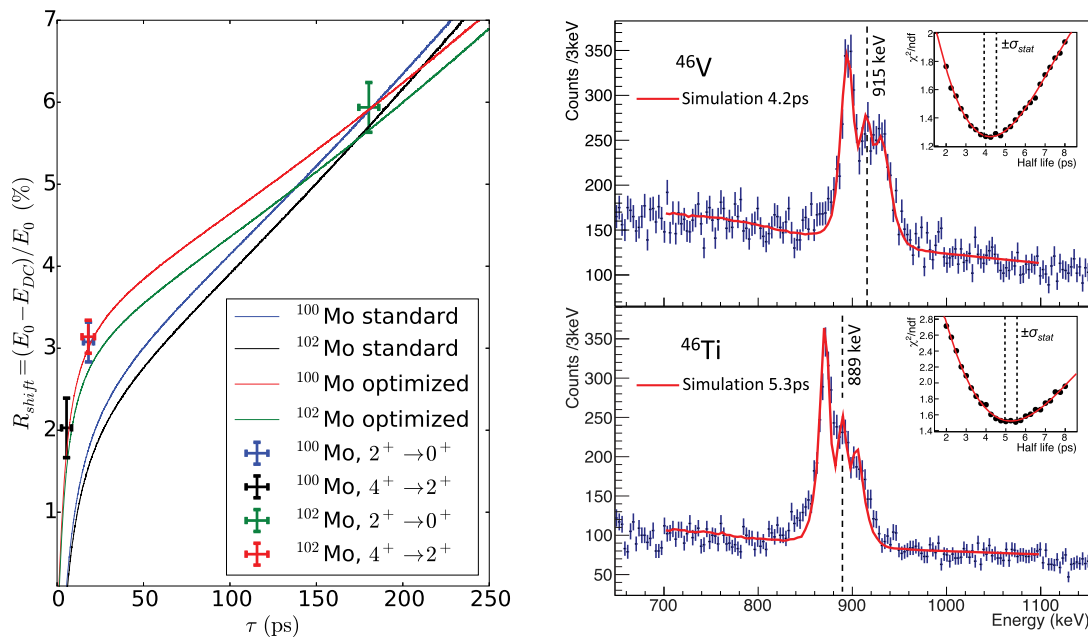 7
6
5
4
3
2
1
R_shift = (E_0 − E_DC)/E_0 (%)
0 50 100 150 200 250
τ (ps)
¹⁰⁰Mo standard
¹⁰²Mo standard
¹⁰⁰Mo optimized
¹⁰²Mo optimized
¹⁰⁰Mo, 2⁺ → 0⁺
¹⁰⁰Mo, 4⁺ → 2⁺
¹⁰²Mo, 2⁺ → 0⁺
¹⁰²Mo, 4⁺ → 2⁺
Counts /3keV
350
300
250
200
150
100
⁴⁶V
Simulation 4.2ps
915 keV
χ²/ndf
2
1.8
1.6
1.4
1.2
±σ_stat
2 3 4 5 6 7 8
Half life (ps)
Counts /3keV
350
300
250
200
150
100
50
⁴⁶Ti
Simulation 5.3ps
889 keV
χ²/ndf
2.8
2.6
2.4
2.2
2
1.8
1.6
1.4
±σ_stat
2 3 4 5 6 7 8
Half life (ps)
700 800 900 1000 1100
Energy (keV)